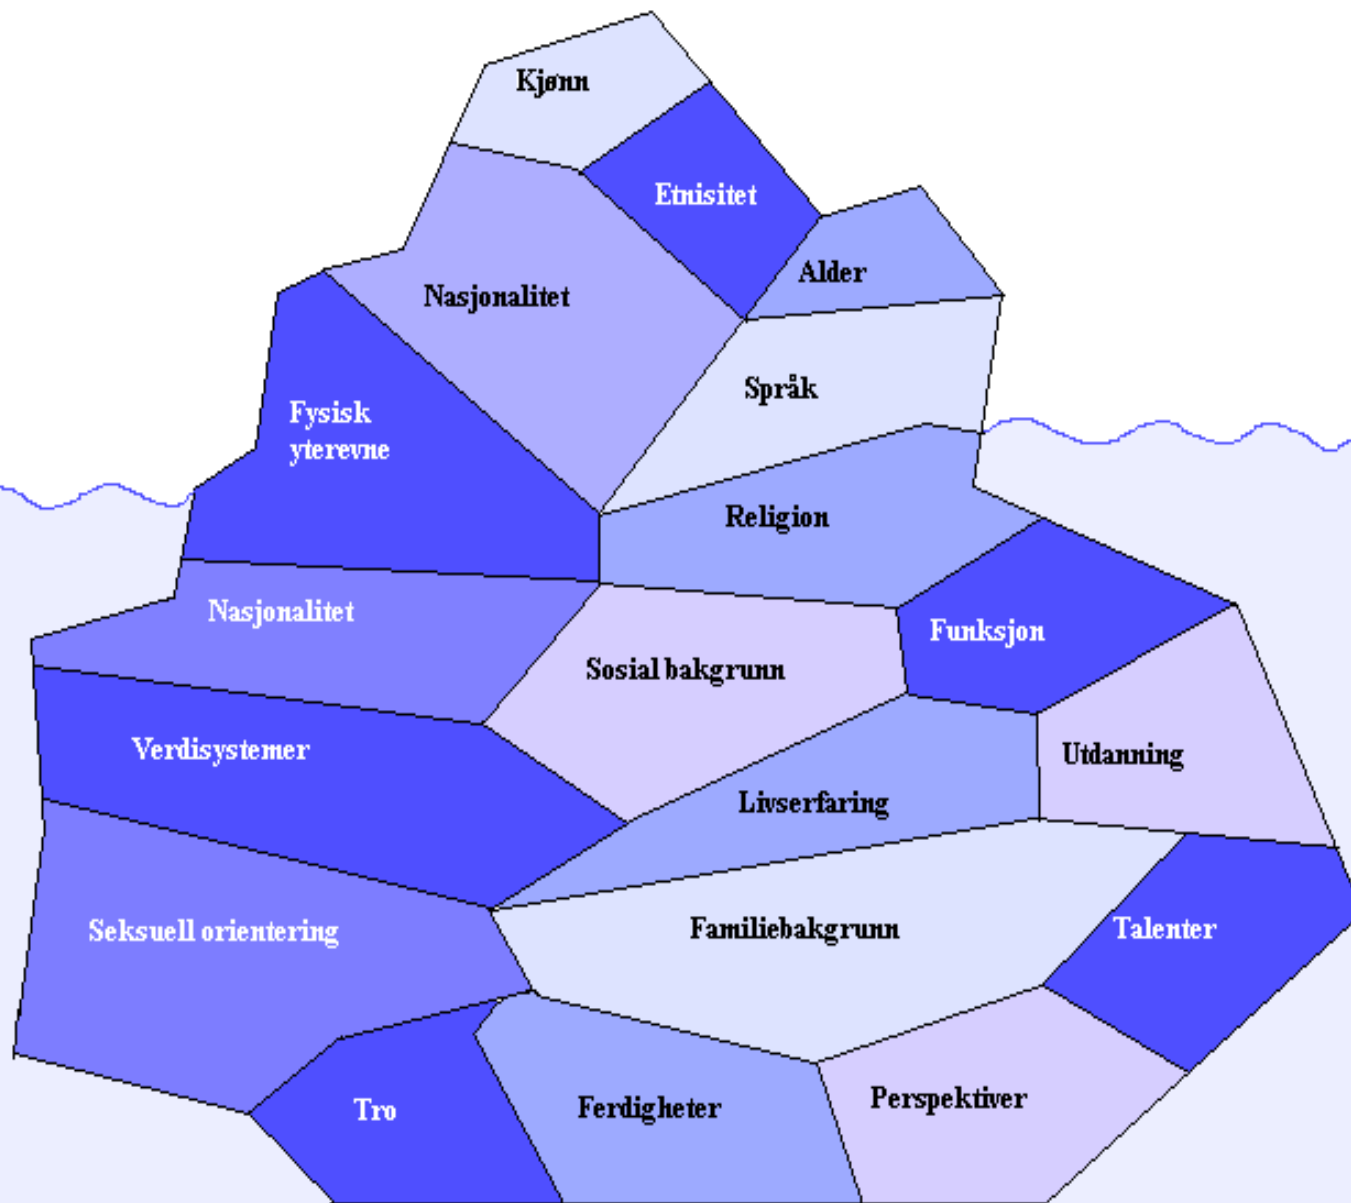 Kjønn
Etnisitet
Alder
Nasjonalitet
Språk
Fysisk
yterevne
Religion
Nasjonalitet
Funksjon
Sosial bakgrunn
Verdisystemer
Utdanning
Livserfaring
Seksuell orientering
Familiebakgrunn
Talenter
Tro
Ferdigheter
Perspektiver